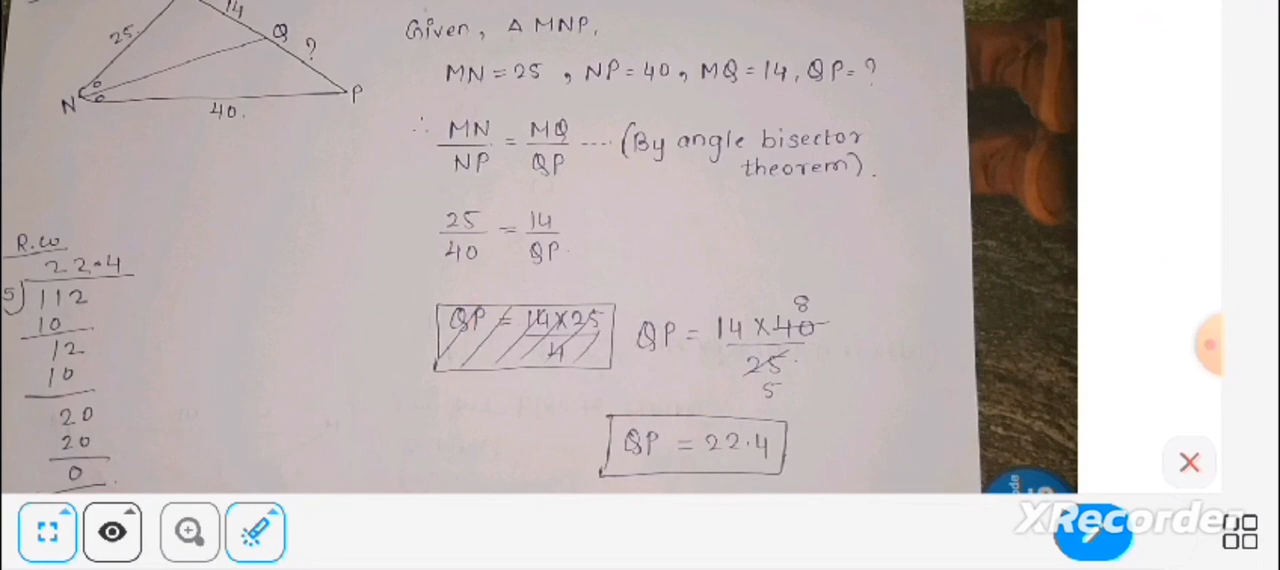 14
25
Q
?
N
P
40.
Given, △ MNP,
MN = 25 , NP = 40 , MQ = 14, QP = ?
∴ MN/NP = MQ/QP ---- (By angle bisector theorem).
25/40 = 14/QP.
QP = 14×25/4
QP = 14 × 40/25
8
5
QP = 22.4
R.W
22.4
5)112
10
12
10
20
20
0
XRecorder